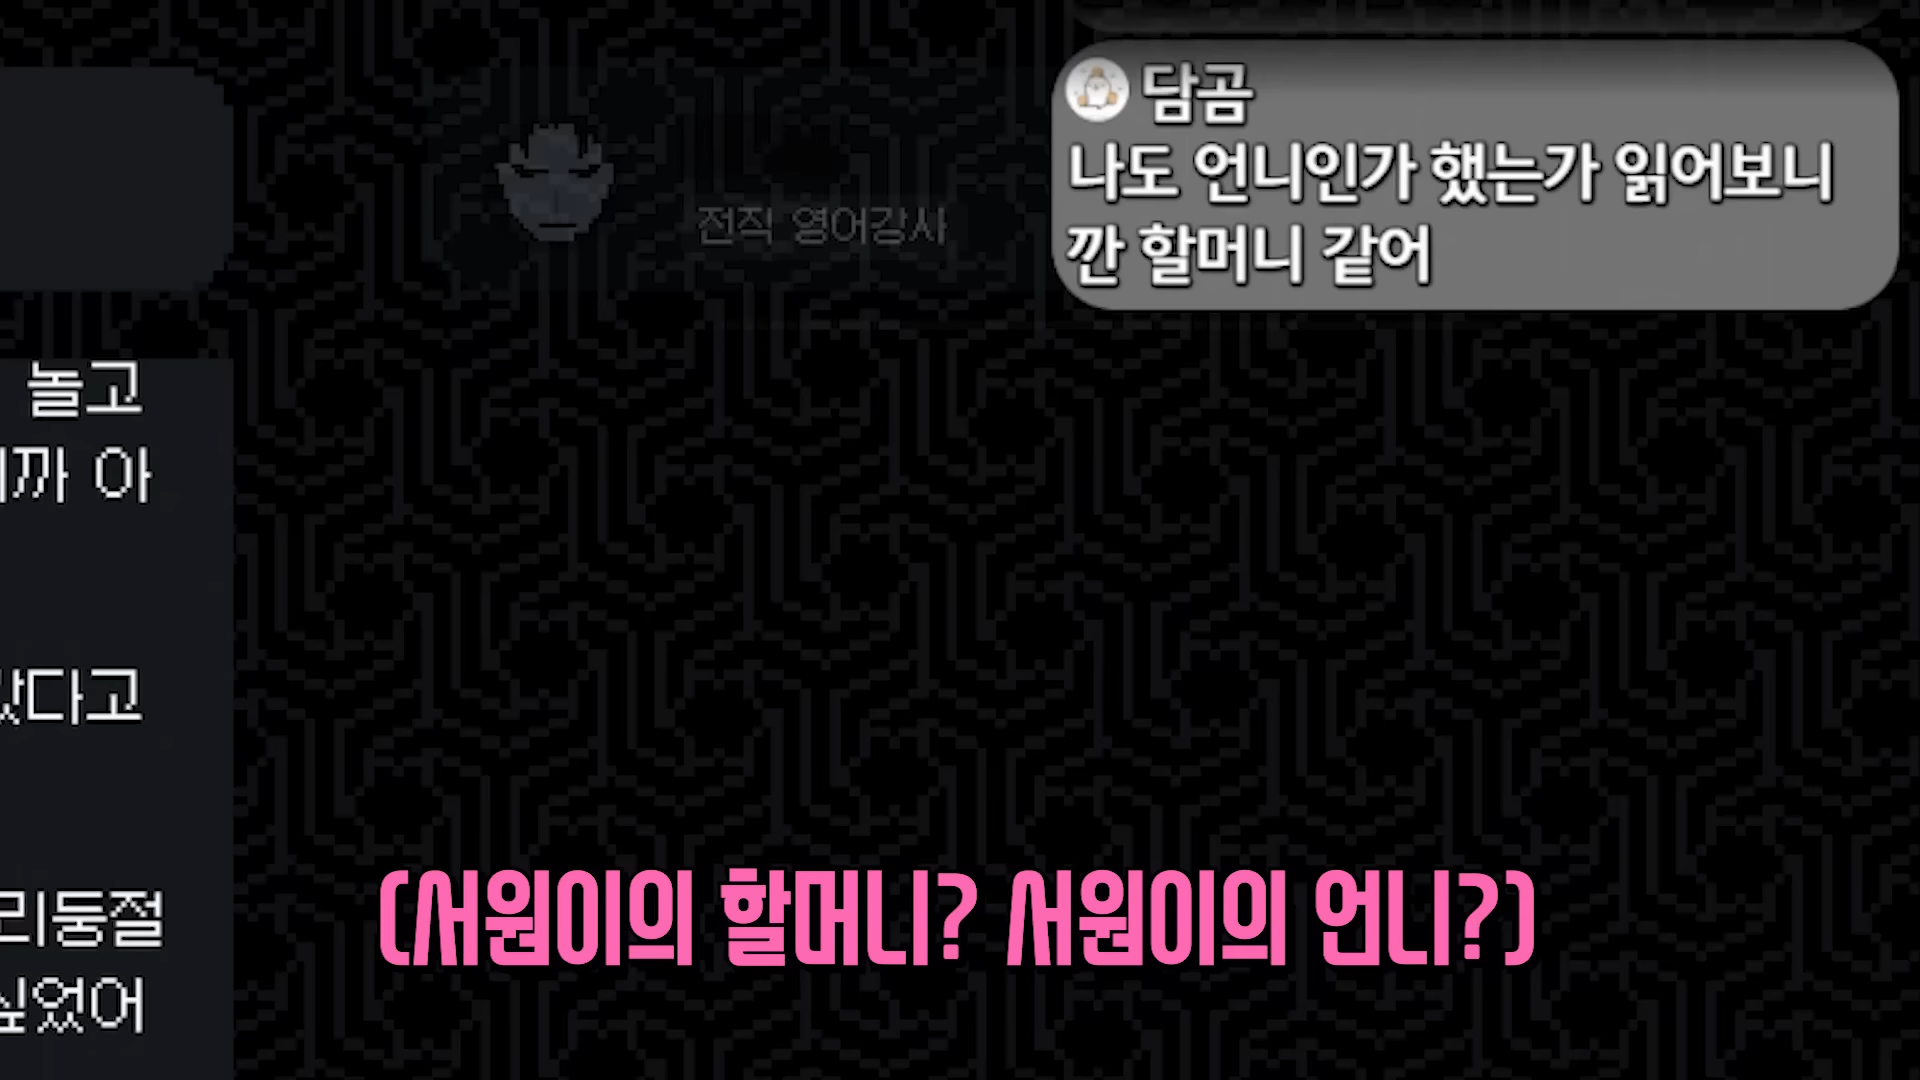 담곰
나도 언니인가 했는가 읽어보니
깐 할머니 같어
전직 영어강사
놀고
까 아
다고
리둥절
싶었어
(서원이의 할머니? 서원이의 언니?)